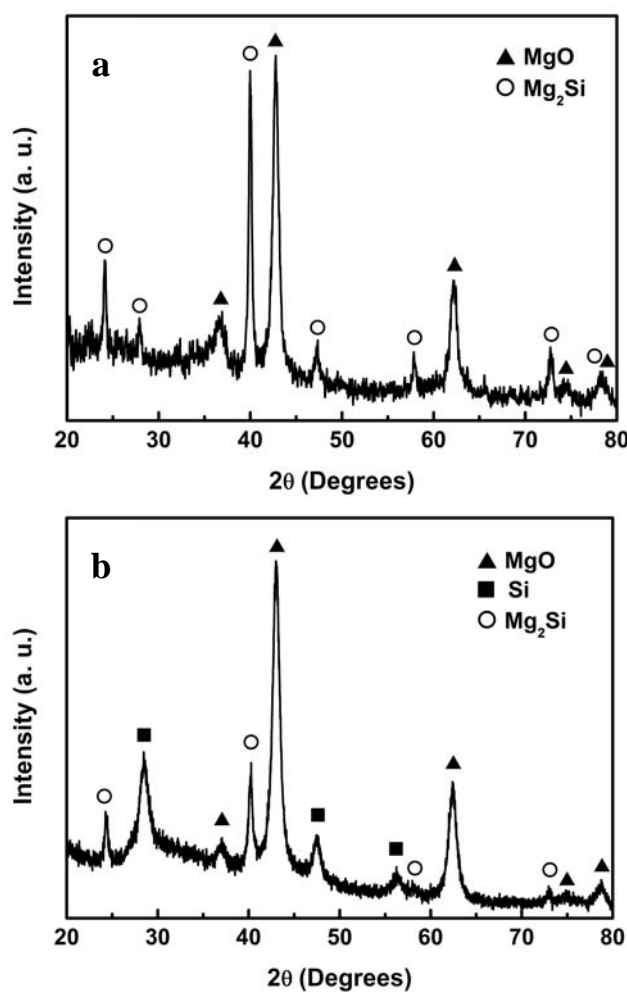 a
▲ MgO
○ Mg₂Si
Intensity (a. u.)
20 30 40 50 60 70 80
2θ (Degrees)
b
▲ MgO
■ Si
○ Mg₂Si
Intensity (a. u.)
20 30 40 50 60 70 80
2θ (Degrees)